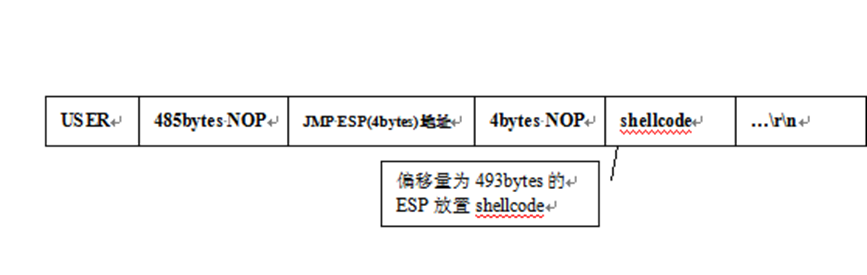 USER↵ 485bytes·NOP↵ JMP·ESP(4bytes)地址↵ 4bytes·NOP↵ shellcode↵ …\r\n
偏移量为 493bytes 的↵
ESP 放置 shellcode↵